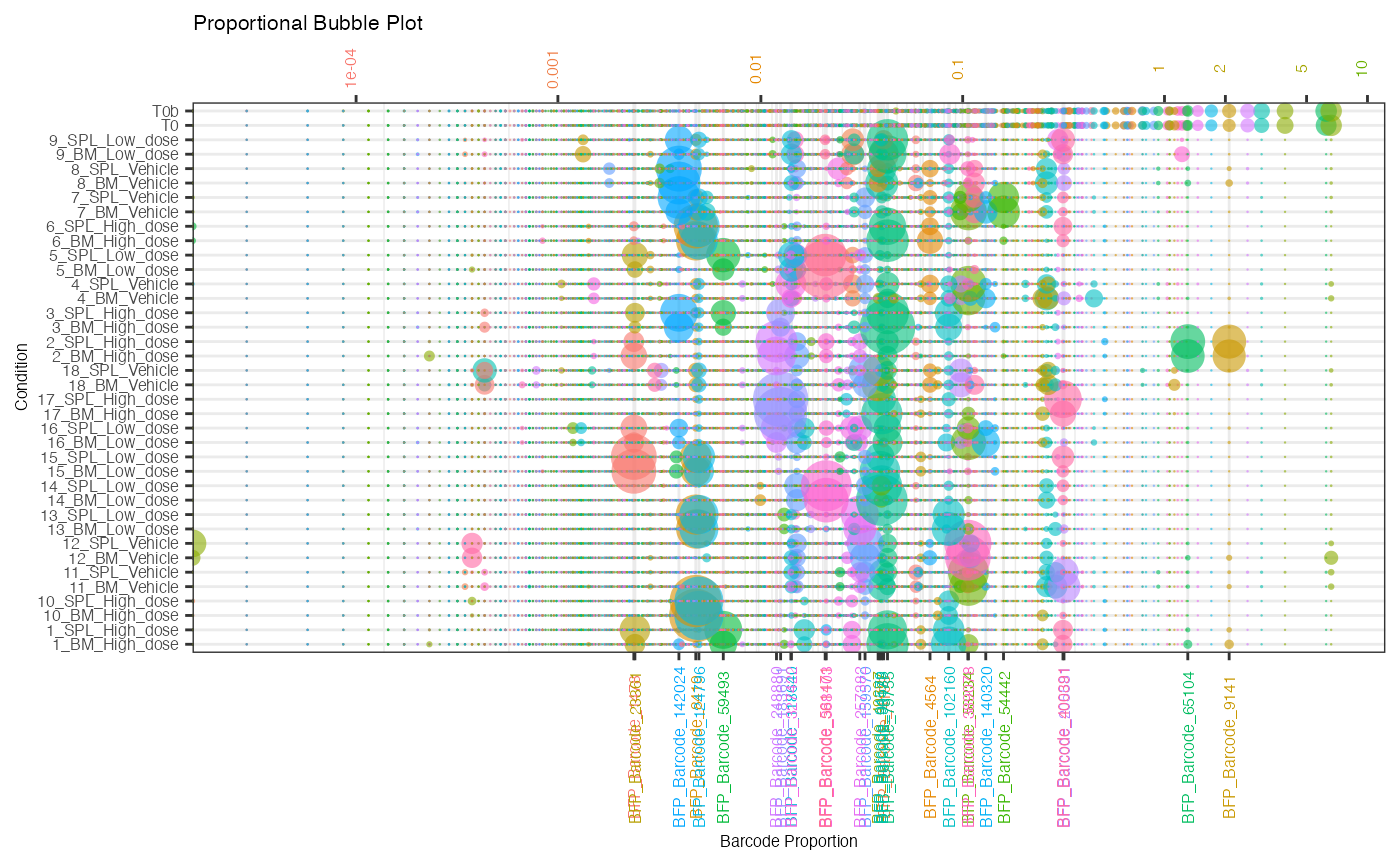 Proportional Bubble Plot
1e-04
0.001
0.01
0.1
1
2
5
10
Condition
T0b
T0
9_SPL_Low_dose
9_BM_Low_dose
8_SPL_Vehicle
8_BM_Vehicle
7_SPL_Vehicle
7_BM_Vehicle
6_SPL_High_dose
6_BM_High_dose
5_SPL_Low_dose
5_BM_Low_dose
4_SPL_Vehicle
4_BM_Vehicle
3_SPL_High_dose
3_BM_High_dose
2_SPL_High_dose
2_BM_High_dose
18_SPL_Vehicle
18_BM_Vehicle
17_SPL_High_dose
17_BM_High_dose
16_SPL_Low_dose
16_BM_Low_dose
15_SPL_Low_dose
15_BM_Low_dose
14_SPL_Low_dose
14_BM_Low_dose
13_SPL_Low_dose
13_BM_Low_dose
12_SPL_Vehicle
12_BM_Vehicle
11_SPL_Vehicle
11_BM_Vehicle
10_SPL_High_dose
10_BM_High_dose
1_SPL_High_dose
1_BM_High_dose
BFP_Barcode_142024
BFP_Barcode_124796
BFP_Barcode_59493
BFP_Barcode_4564
BFP_Barcode_102160
BFP_Barcode_140320
BFP_Barcode_54442
BFP_Barcode_65104
BFP_Barcode_9141
Barcode Proportion